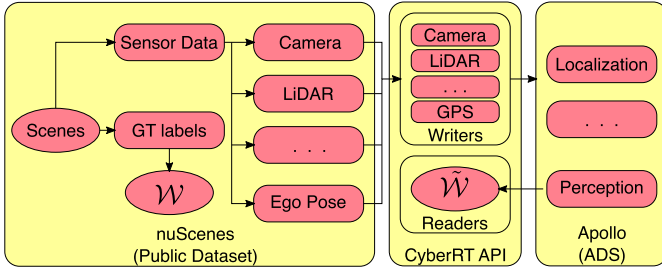 Sensor Data
Scenes
GT labels
𝒲
Camera
LiDAR
. . .
Ego Pose
nuScenes
(Public Dataset)
Camera
LiDAR
. . .
GPS
Writers
𝒲̃
Readers
CyberRT API
Localization
. . .
Perception
Apollo
(ADS)